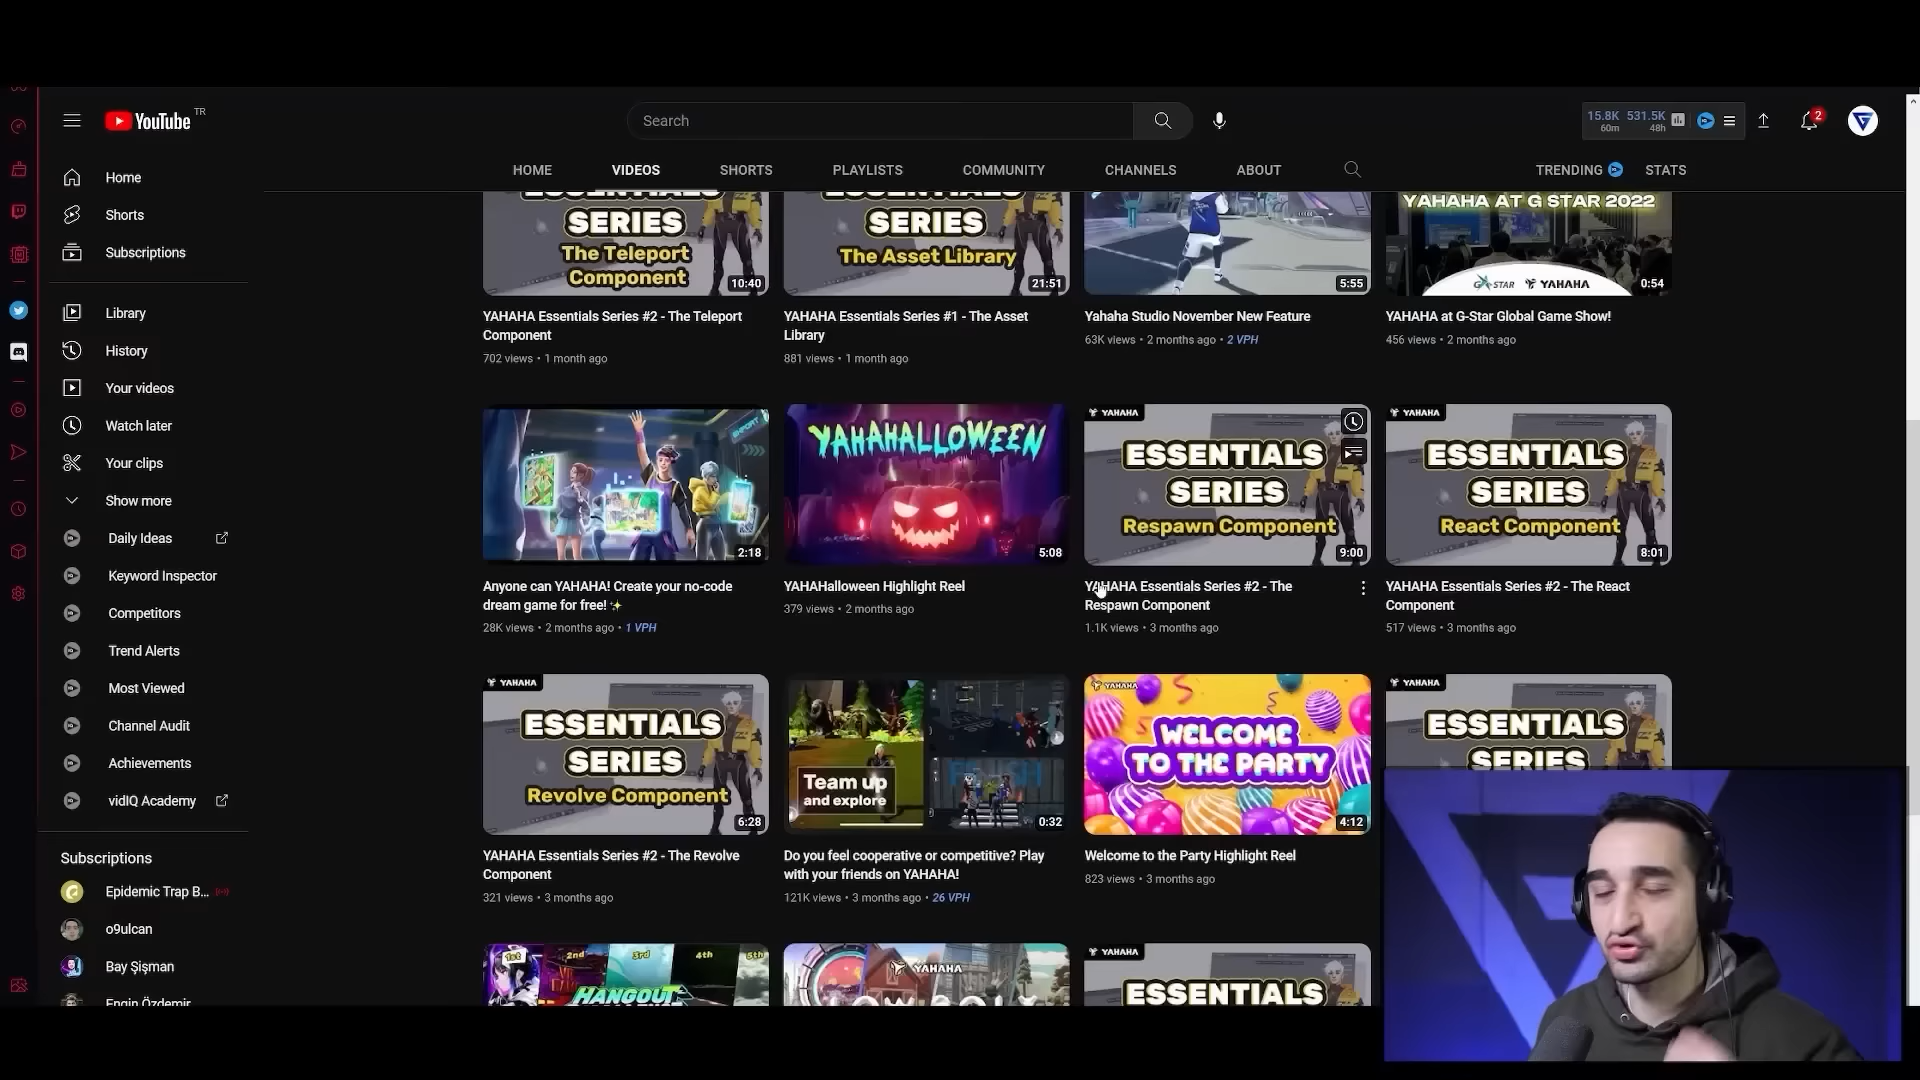 YouTube TR
Search
15.8K 531.5K
60m 48h
2
HOME VIDEOS SHORTS PLAYLISTS COMMUNITY CHANNELS ABOUT TRENDING STATS
Home
Shorts
Subscriptions
Library
History
Your videos
Watch later
Your clips
Show more
Daily Ideas
Keyword Inspector
Competitors
Trend Alerts
Most Viewed
Channel Audit
Achievements
vidIQ Academy
Subscriptions
Epidemic Trap B...
o9ulcan
Bay Şişman
Engin Özdemir
ESSENTIALS
SERIES
The Teleport
Component
10:40
YAHAHA Essentials Series #2 - The Teleport
Component
702 views • 1 month ago
ESSENTIALS
SERIES
The Asset Library
21:51
YAHAHA Essentials Series #1 - The Asset
Library
881 views • 1 month ago
5:55
Yahaha Studio November New Feature
63K views • 2 months ago • 2 VPH
YAHAHA AT G STAR 2022
G-STAR YAHAHA
0:54
YAHAHA at G-Star Global Game Show!
456 views • 2 months ago
EXPORT
2:18
Anyone can YAHAHA! Create your no-code
dream game for free! ✨
28K views • 2 months ago • 1 VPH
YAHAHALLOWEEN
5:08
YAHAHalloween Highlight Reel
379 views • 2 months ago
YAHAHA
ESSENTIALS
SERIES
Respawn Component
9:00
YAHAHA Essentials Series #2 - The
Respawn Component
1.1K views • 3 months ago
YAHAHA
ESSENTIALS
SERIES
React Component
8:01
YAHAHA Essentials Series #2 - The React
Component
517 views • 3 months ago
YAHAHA
ESSENTIALS
SERIES
Revolve Component
6:28
YAHAHA Essentials Series #2 - The Revolve
Component
321 views • 3 months ago
Team up
and explore
0:32
Do you feel cooperative or competitive? Play
with your friends on YAHAHA!
121K views • 3 months ago • 26 VPH
YAHAHA
WELCOME
TO THE PARTY
4:12
Welcome to the Party Highlight Reel
823 views • 3 months ago
YAHAHA
ESSENTIALS
SERIES
1st 2nd 3rd 4th 5th
HANGOUT
YAHAHA
YAHAHA
ESSENTIALS